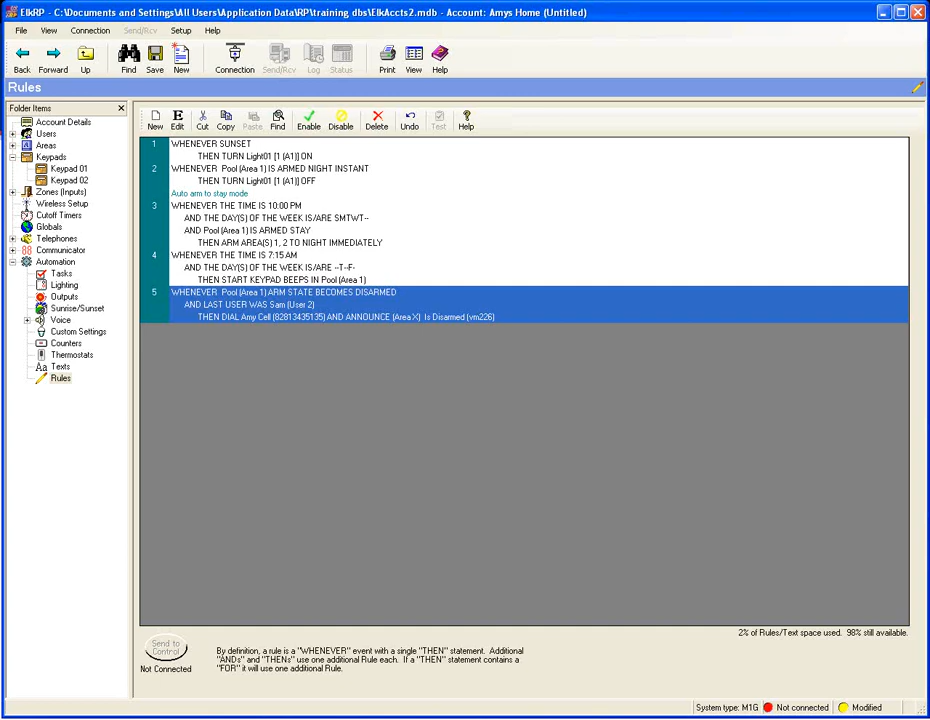 ElkRP - C:\Documents and Settings\All Users\Application Data\RP\training dbs\ElkAccts2.mdb - Account: Amys Home (Untitled)
File View Connection Send/Rcv Setup Help
Back Forward Up Find Save New Connection Send/Rcv Log Status Print View Help
Rules
Folder Items
Account Details
Users
Areas
Keypads
Keypad 01
Keypad 02
Zones (Inputs)
Wireless Setup
Cutoff Timers
Globals
Telephones
Communicator
Automation
Tasks
Lighting
Outputs
Sunrise/Sunset
Voice
Custom Settings
Counters
Thermostats
Texts
Rules
New Edit Cut Copy Paste Find Enable Disable Delete Undo Test Help
1 WHENEVER SUNSET
THEN TURN Light01 [1 (A1)] ON
2 WHENEVER Pool (Area 1) IS ARMED NIGHT INSTANT
THEN TURN Light01 [1 (A1)] OFF
Auto arm to stay mode
3 WHENEVER THE TIME IS 10:00 PM
AND THE DAY(S) OF THE WEEK IS/ARE SMTWT--
AND Pool (Area 1) IS ARMED STAY
THEN ARM AREA(S) 1, 2 TO NIGHT IMMEDIATELY
4 WHENEVER THE TIME IS 7:15 AM
AND THE DAY(S) OF THE WEEK IS/ARE --T--F-
THEN START KEYPAD BEEPS IN Pool (Area 1)
5 WHENEVER Pool (Area 1) ARM STATE BECOMES DISARMED
AND LAST USER WAS Sam (User 2)
THEN DIAL Amy Cell (82813435135) AND ANNOUNCE (Area X) Is Disarmed (vm226)
2% of Rules/Text space used. 98% still available.
Send to
Control
Not Connected
By definition, a rule is a "WHENEVER" event with a single "THEN" statement. Additional
"ANDs" and "THENs" use one additional Rule each. If a "THEN" statement contains a
"FOR" it will use one additional Rule.
System type: M1G Not connected Modified